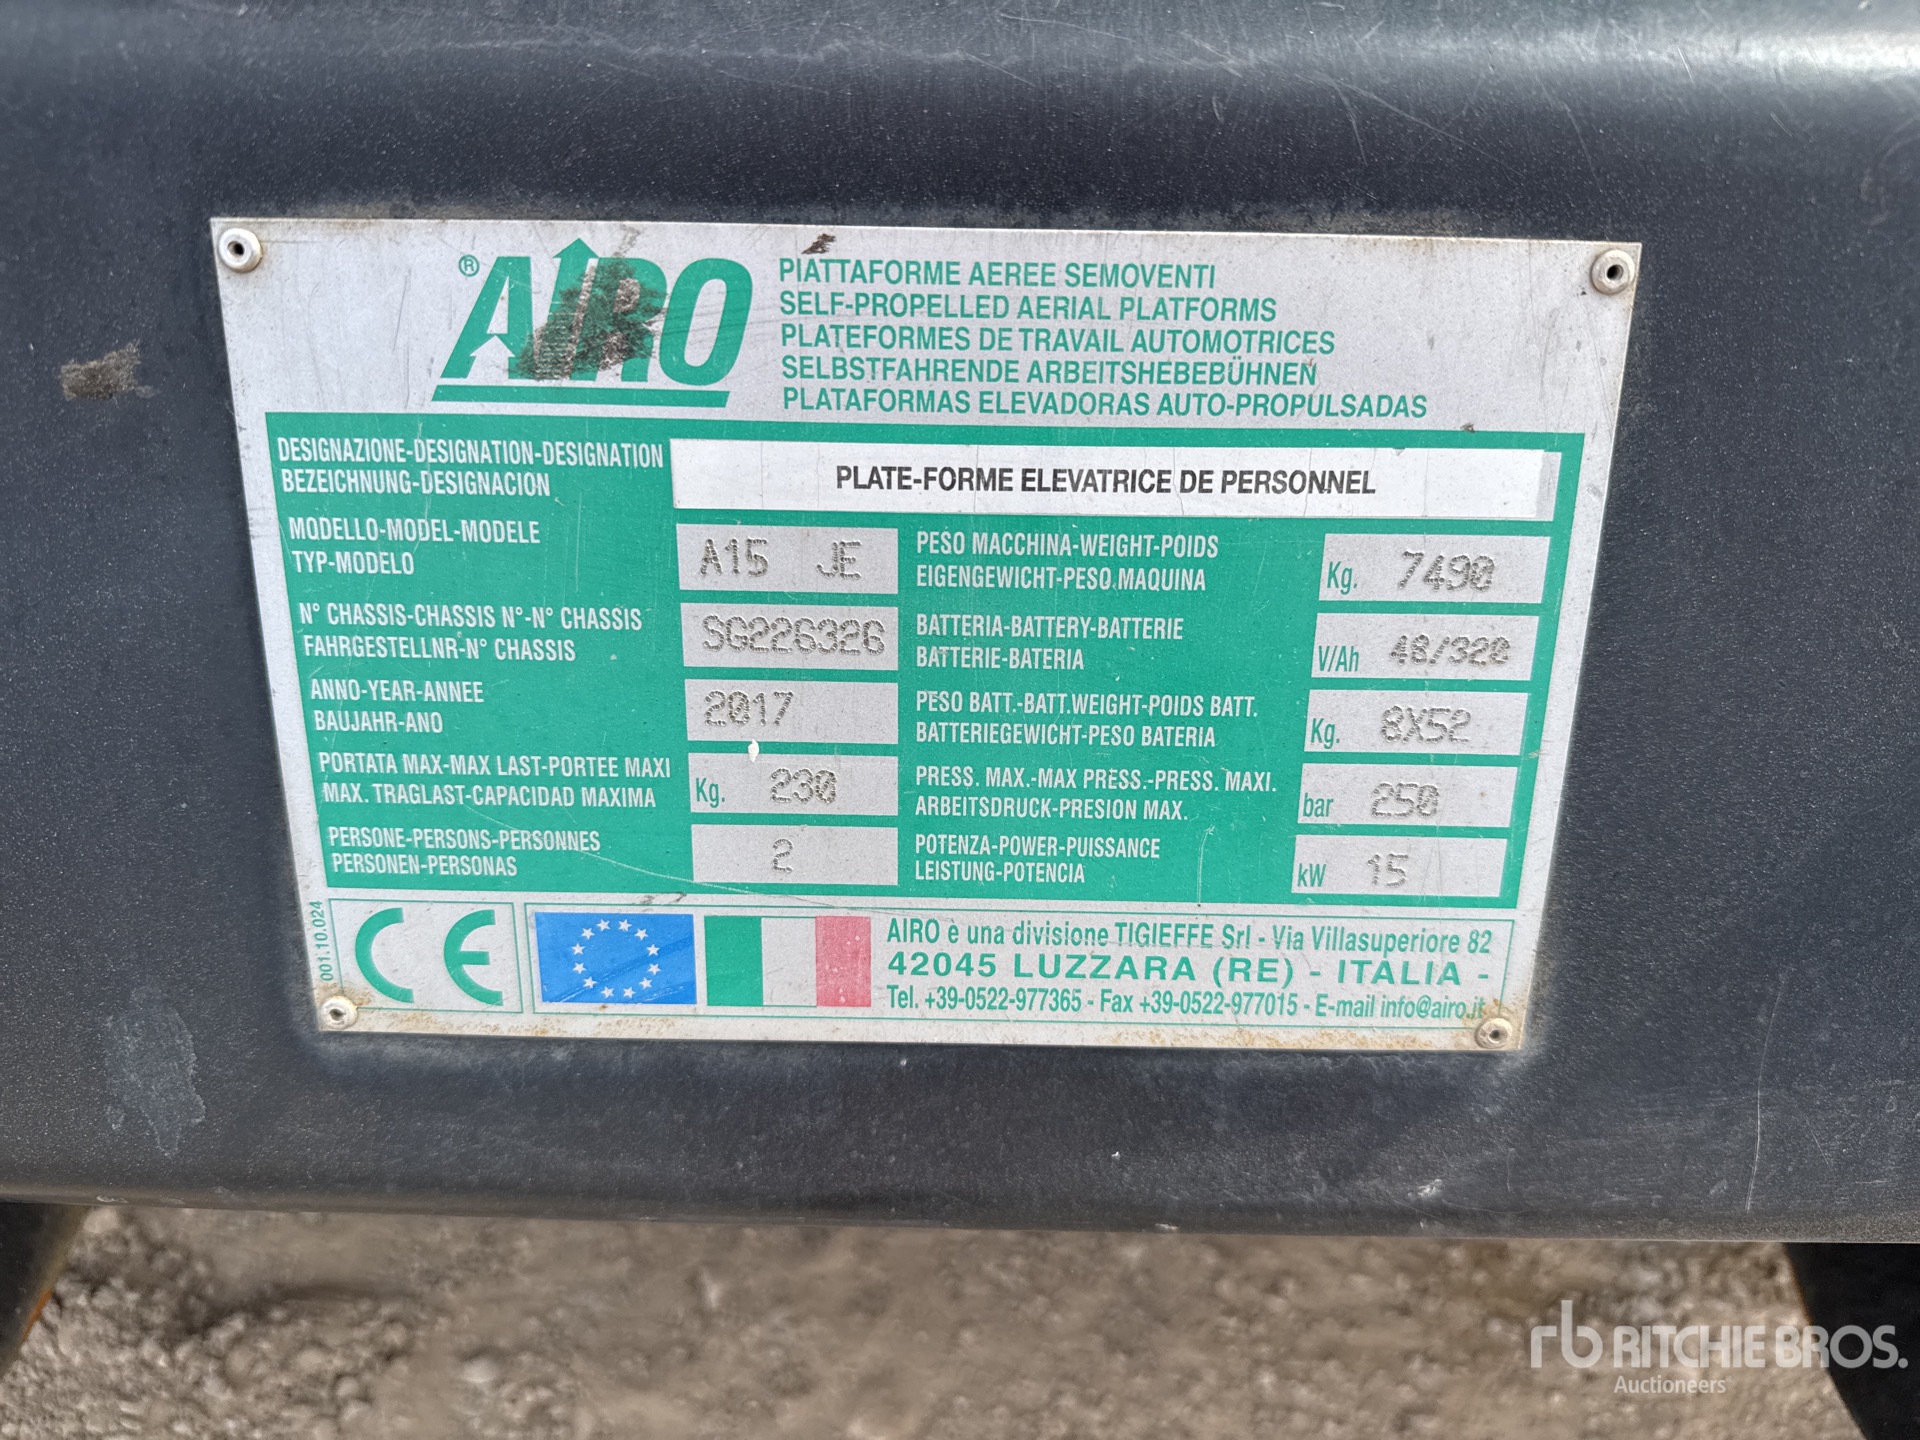 ® AIRO
PIATTAFORME AEREE SEMOVENTI
SELF-PROPELLED AERIAL PLATFORMS
PLATEFORMES DE TRAVAIL AUTOMOTRICES
SELBSTFAHRENDE ARBEITSHEBEBÜHNEN
PLATAFORMAS ELEVADORAS AUTO-PROPULSADAS
DESIGNAZIONE-DESIGNATION-DESIGNATION
BEZEICHNUNG-DESIGNACION
PLATE-FORME ELEVATRICE DE PERSONNEL
MODELLO-MODEL-MODELE
TYP-MODELO
A15 JE
N° CHASSIS-CHASSIS N°-N° CHASSIS
FAHRGESTELLNR-N° CHASSIS
SG226326
ANNO-YEAR-ANNEE
BAUJAHR-ANO
2017
PORTATA MAX-MAX LAST-PORTEE MAXI
MAX. TRAGLAST-CAPACIDAD MAXIMA
Kg. 230
PERSONE-PERSONS-PERSONNES
PERSONEN-PERSONAS
2
PESO MACCHINA-WEIGHT-POIDS
EIGENGEWICHT-PESO MAQUINA
Kg. 7490
BATTERIA-BATTERY-BATTERIE
BATTERIE-BATERIA
V/Ah 48/320
PESO BATT.-BATT.WEIGHT-POIDS BATT.
BATTERIEGEWICHT-PESO BATERIA
Kg. 8X52
PRESS. MAX.-MAX PRESS.-PRESS. MAXI.
ARBEITSDRUCK-PRESION MAX.
bar 250
POTENZA-POWER-PUISSANCE
LEISTUNG-POTENCIA
kW 15
001.10.024
CE
AIRO è una divisione TIGIEFFE Srl - Via Villasuperiore 82
42045 LUZZARA (RE) - ITALIA -
Tel. +39-0522-977365 - Fax +39-0522-977015 - E-mail info@airo.it
rb RITCHIE BROS.
Auctioneers